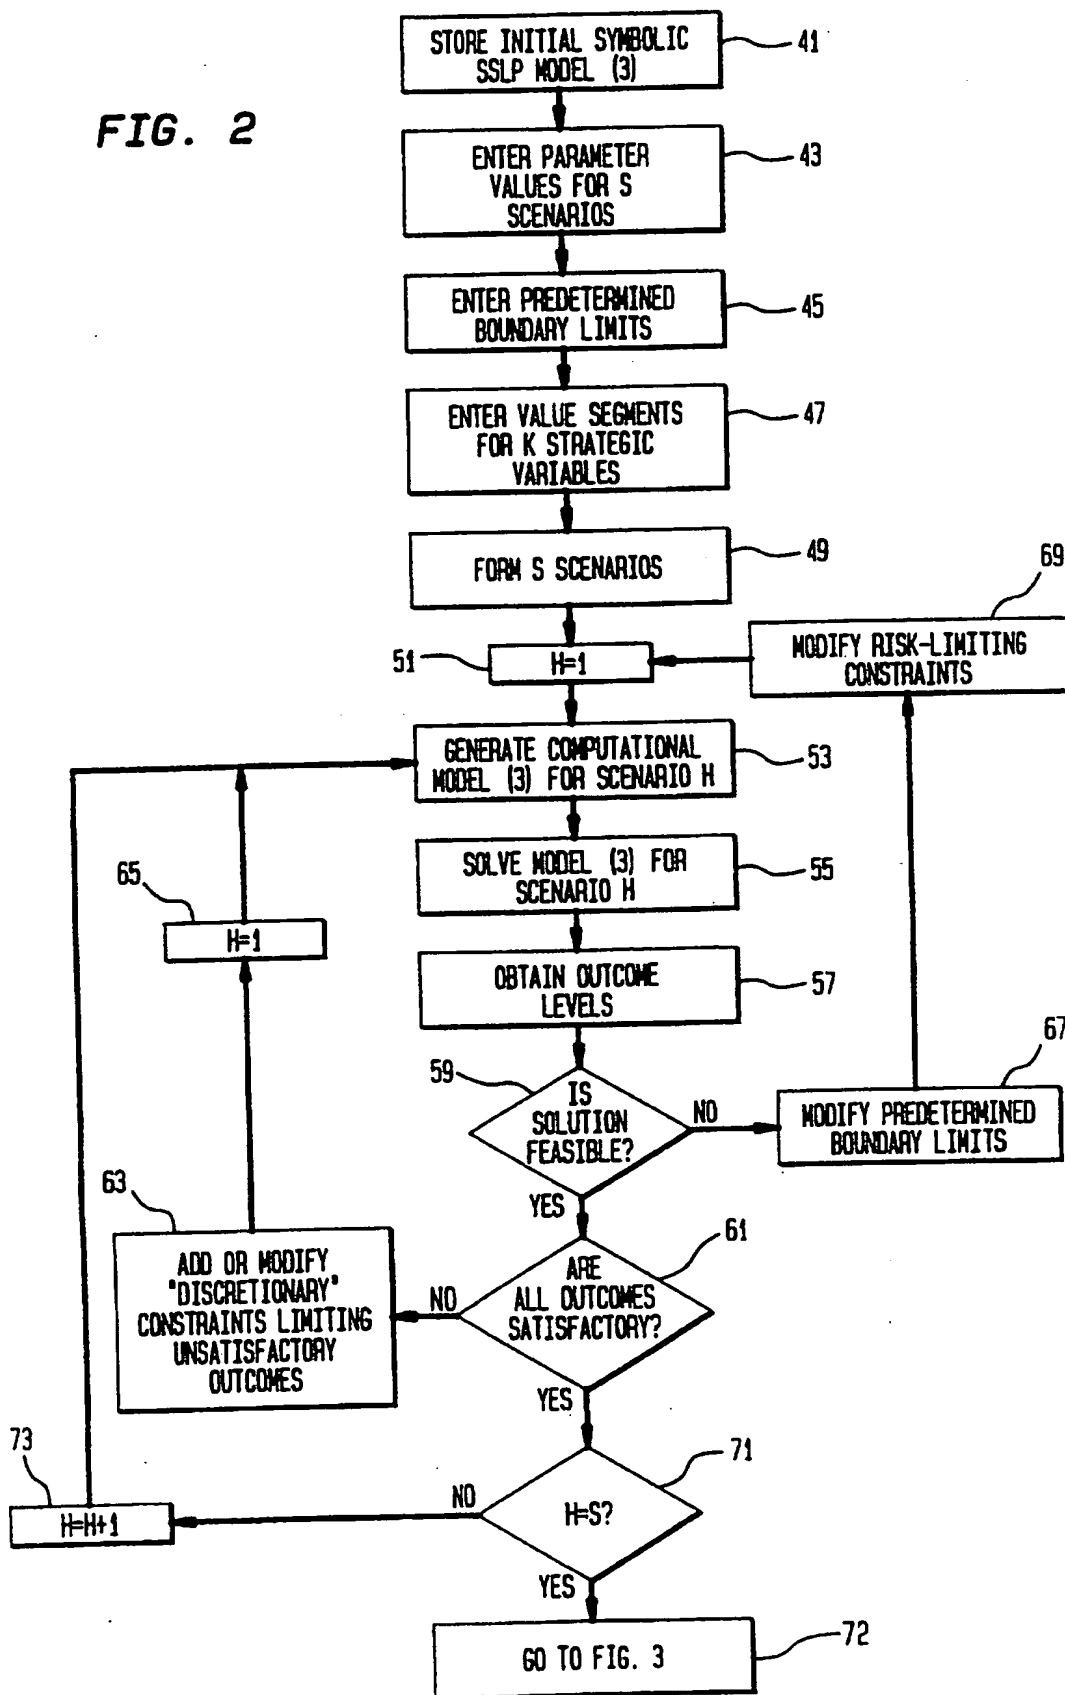 FIG. 2
STORE INITIAL SYMBOLIC
SSLP MODEL (3)
41
ENTER PARAMETER
VALUES FOR S
SCENARIOS
43
ENTER PREDETERMINED
BOUNDARY LIMITS
45
ENTER VALUE SEGMENTS
FOR K STRATEGIC
VARIABLES
47
FORM S SCENARIOS
49
51
H=1
MODIFY RISK-LIMITING
CONSTRAINTS
69
GENERATE COMPUTATIONAL
MODEL (3) FOR SCENARIO H
53
SOLVE MODEL (3) FOR
SCENARIO H
55
65
H=1
OBTAIN OUTCOME
LEVELS
57
59
IS
SOLUTION
FEASIBLE?
NO
YES
MODIFY PREDETERMINED
BOUNDARY LIMITS
67
63
ADD OR MODIFY
"DISCRETIONARY"
CONSTRAINTS LIMITING
UNSATISFACTORY
OUTCOMES
NO
ARE
ALL OUTCOMES
SATISFACTORY?
61
YES
73
H=H+1
NO
H=S?
71
YES
GO TO FIG. 3
72